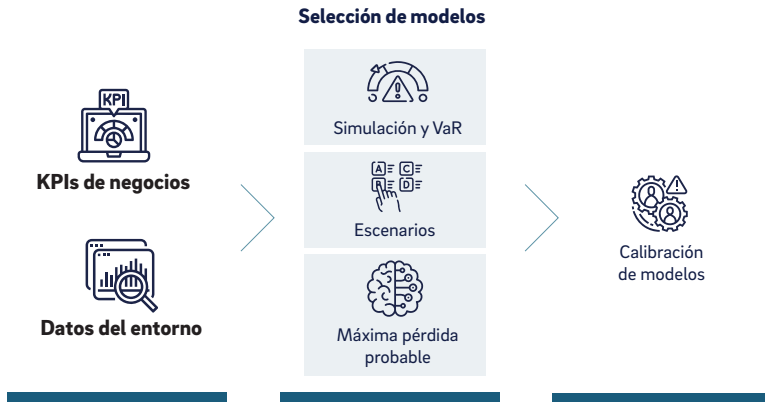 Selección de modelos
KPI
KPIs de negocios
Datos del entorno
Simulación y VaR
A C
B D
Escenarios
Máxima pérdida
probable
Calibración
de modelos